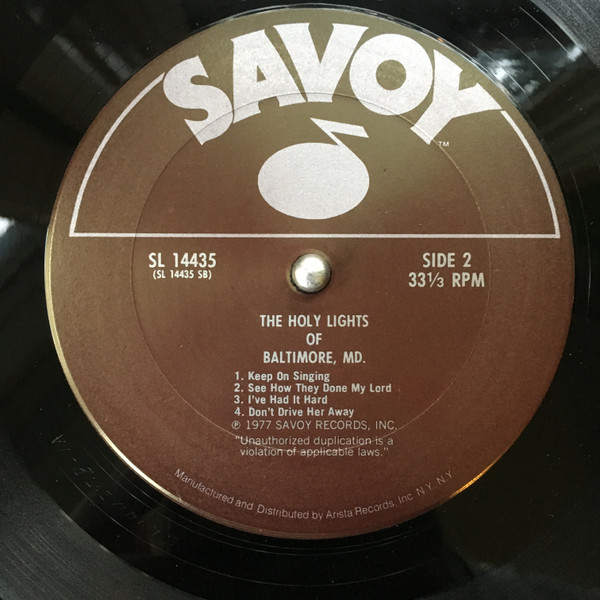 SAVOY
TM
SL 14435
(SL 14435 SB)
SIDE 2
33⅓ RPM
THE HOLY LIGHTS
OF
BALTIMORE, MD.
1. Keep On Singing
2. See How They Done My Lord
3. I've Had It Hard
4. Don't Drive Her Away
℗ 1977 SAVOY RECORDS, INC.
"Unauthorized duplication is a
violation of applicable laws."
Manufactured and Distributed by Arista Records, Inc N.Y. N.Y.